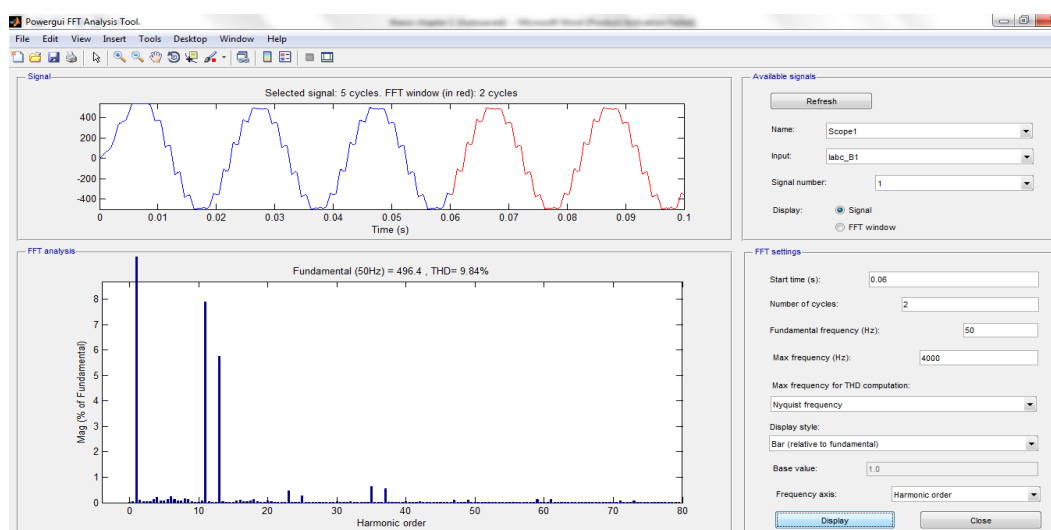 Powergui FFT Analysis Tool.
File Edit View Insert Tools Desktop Window Help
Signal
Selected signal: 5 cycles. FFT window (in red): 2 cycles
400
200
0
-200
-400
0 0.01 0.02 0.03 0.04 0.05 0.06 0.07 0.08 0.09 0.1
Time (s)
FFT analysis
Fundamental (50Hz) = 496.4 , THD= 9.84%
Mag (% of Fundamental)
8
7
6
5
4
3
2
1
0
0 10 20 30 40 50 60 70 80
Harmonic order
Available signals
Refresh
Name: Scope1
Input: Iabc_B1
Signal number: 1
Display: Signal
FFT window
FFT settings
Start time (s): 0.06
Number of cycles: 2
Fundamental frequency (Hz): 50
Max frequency (Hz): 4000
Max frequency for THD computation:
Nyquist frequency
Display style:
Bar (relative to fundamental)
Base value: 1.0
Frequency axis: Harmonic order
Display Close